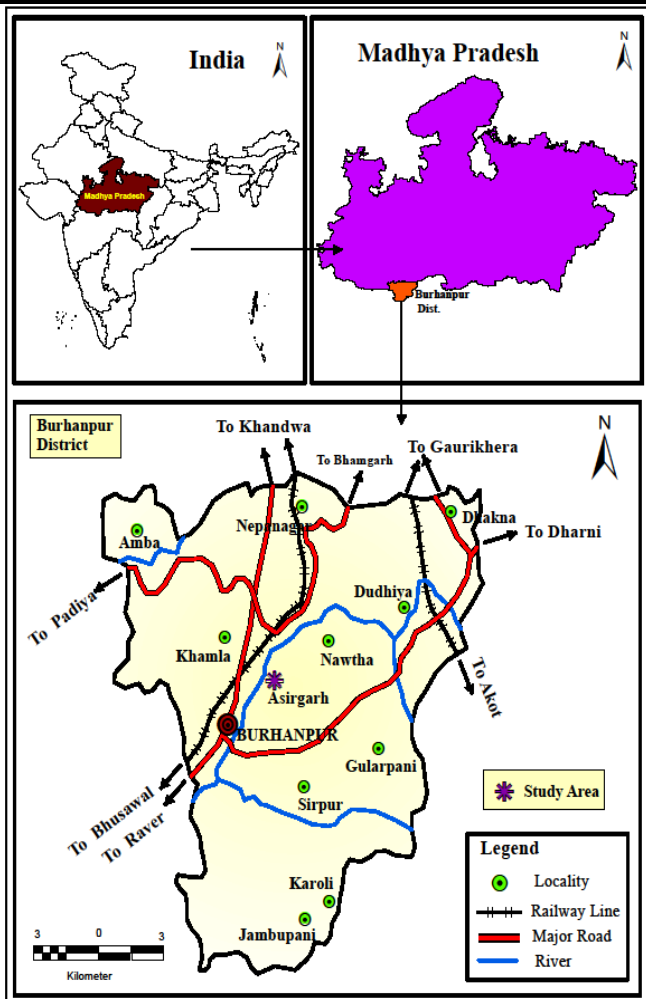 India
N
Madhya Pradesh
Madhya Pradesh
N
Burhanpur
Dist.
Burhanpur
District
To Khandwa
To Bhamgarh
To Gaurikhera
N
Nepanagar
Dhakna
Amba
To Dharni
To Padiya
Dudhiya
Khamla
Nawtha
Asirgarh
To Akot
BURHANPUR
Gularpani
To Bhusawal
To Raver
Sirpur
Study Area
Karoli
Jambupani
Legend
Locality
Railway Line
Major Road
River
3 0 3
Kilometer